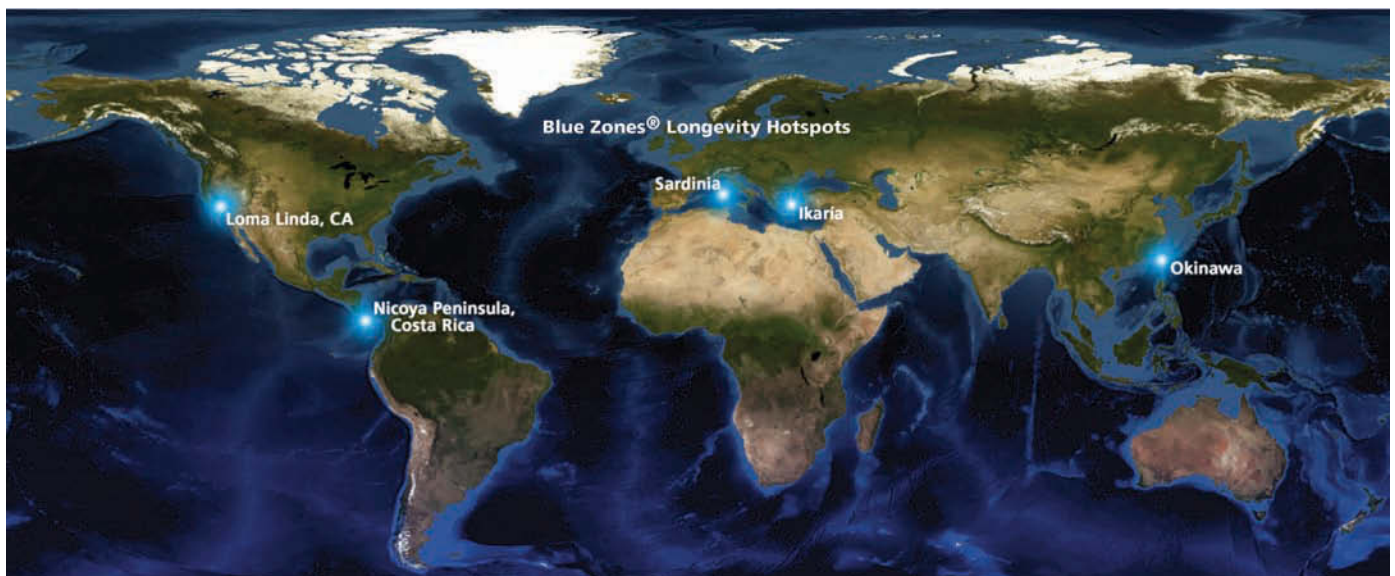 Blue Zones® Longevity Hotspots
Sardinia
Ikaria
Loma Linda, CA
Okinawa
Nicoya Peninsula,
Costa Rica